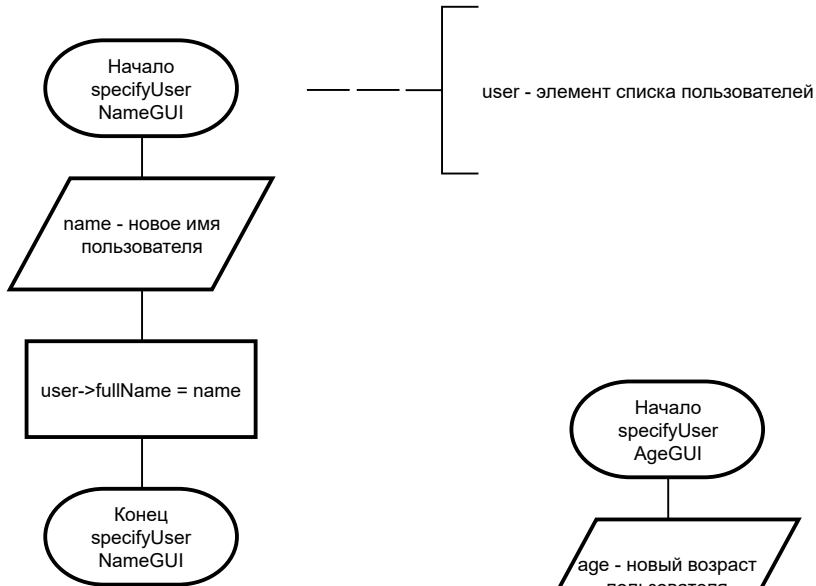 Начало
specifyUser
NameGUI
user - элемент списка пользователей
name - новое имя
пользователя
user->fullName = name
Конец
specifyUser
NameGUI
Начало
specifyUser
AgeGUI
age - новый возраст
пользователя